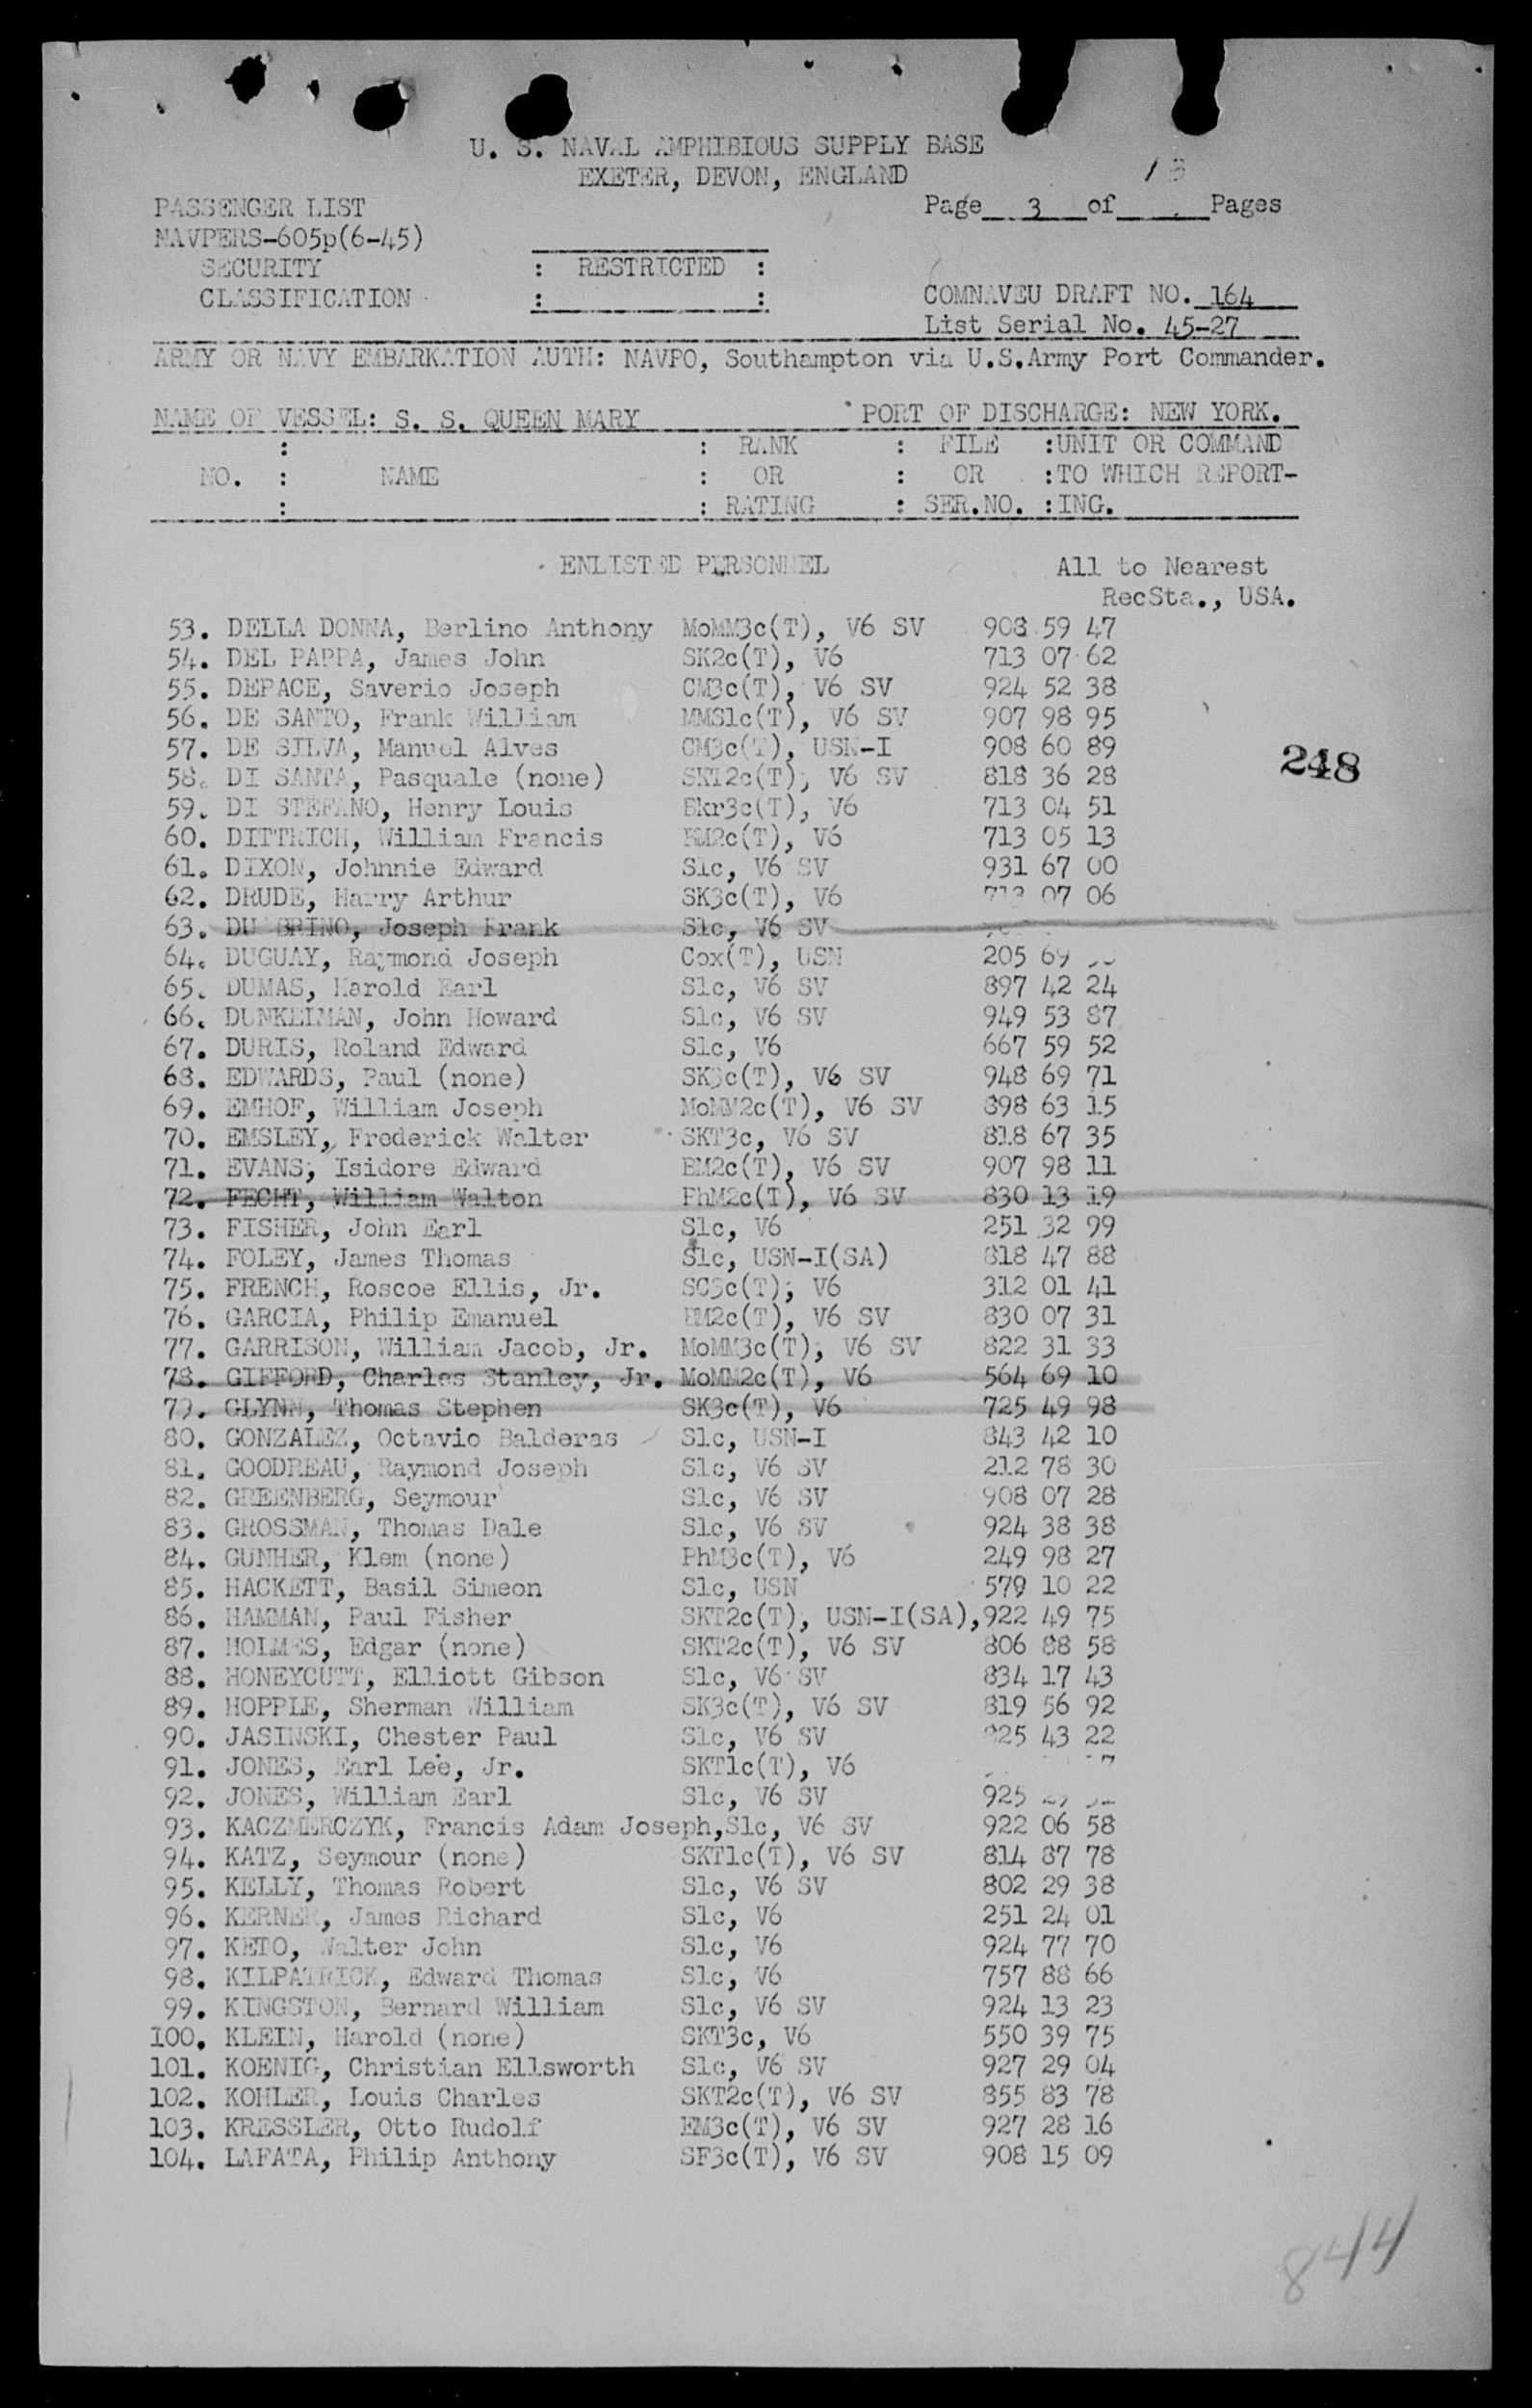 U. S. NAVAL AMPHIBIOUS SUPPLY BASE
EXETER, DEVON, ENGLAND
PASSENGER LIST Page 3 of Pages
NAVPERS-605p(6-45)
SECURITY : RESTRICTED :
CLASSIFICATION : : COMNAVEU DRAFT NO. 164
List Serial No. 45-27
ARMY OR NAVY EMBARKATION AUTH: NAVPO, Southampton via U.S.Army Port Commander.
NAME OF VESSEL: S. S. QUEEN MARY PORT OF DISCHARGE: NEW YORK.
: : RANK : FILE :UNIT OR COMMAND
NO. : NAME : OR : OR :TO WHICH REPORT-
: : RATING : SER.NO. :ING.
ENLISTED PERSONNEL All to Nearest
RecSta., USA.
53. DELLA DONNA, Berlino Anthony MoMM3c(T), V6 SV 908 59 47
54. DEL PAPPA, James John SK2c(T), V6 713 07 62
55. DEPACE, Saverio Joseph CM3c(T), V6 SV 924 52 38
56. DE SANTO, Frank William MMS1c(T), V6 SV 907 98 95
57. DE SILVA, Manuel Alves CM3c(T), USN-I 908 60 89
248
58. DI SANTA, Pasquale (none) SKT2c(T), V6 SV 818 36 28
59. DI STEFANO, Henry Louis Bkr3c(T), V6 713 04 51
60. DITTRICH, William Francis 713 05 13
61. DIXON, Johnnie Edward S1c, V6 SV 931 67 00
62. DRUDE, Harry Arthur SK3c(T), V6 07 06
63. Joseph Frank S1c, V6 SV
64. DUGUAY, Raymond Joseph Cox(T), USN 205 69
65. DUMAS, Harold Earl S1c, V6 SV 897 42 24
66. DUNKELMAN, John Howard S1c, V6 SV 949 53 87
67. DURIS, Roland Edward S1c, V6 667 59 52
68. EDWARDS, Paul (none) SK3c(T), V6 SV 948 69 71
69. EMHOF, William Joseph MoMM2c(T), V6 SV 898 63 15
70. EMSLEY, Frederick Walter SKT3c, V6 SV 818 67 35
71. EVANS, Isidore Edward BM2c(T), V6 SV 907 98 11
72. FECHT, William Walton PhM2c(T), V6 SV 830 13 19
73. FISHER, John Earl S1c, V6 251 32 99
74. FOLEY, James Thomas S1c, USN-I(SA) 818 47 88
75. FRENCH, Roscoe Ellis, Jr. SC3c(T), V6 312 01 41
76. GARCIA, Philip Emanuel V6 SV 830 07 31
77. GARRISON, William Jacob, Jr. MoMM3c(T), V6 SV 822 31 33
78. GIFFORD, Charles Stanley, Jr. MoMM2c(T), V6 564 69 10
79. GLYNN, Thomas Stephen SK3c(T), V6 725 49 98
80. GONZALEZ, Octavio Balderas S1c, USN-I 843 42 10
81. GOODREAU, Raymond Joseph S1c, V6 SV 212 78 30
82. GREENBERG, Seymour S1c, V6 SV 908 07 28
83. GROSSMAN, Thomas Dale S1c, V6 SV 924 38 38
84. GUNHER, Klem (none) PhM3c(T), V6 249 98 27
85. HACKETT, Basil Simeon S1c, USN 579 10 22
86. HAMMAN, Paul Fisher SKT2c(T), USN-I(SA),922 49 75
87. HOLMES, Edgar (none) SKT2c(T), V6 SV 806 88 58
88. HONEYCUTT, Elliott Gibson S1c, V6 SV 834 17 43
89. HOPPLE, Sherman William SK3c(T), V6 SV 819 56 92
90. JASINSKI, Chester Paul S1c, V6 SV 43 22
91. JONES, Earl Lee, Jr. SKT1c(T), V6
92. JONES, William Earl S1c, V6 SV 925
93. KACZMERCZYK, Francis Adam Joseph,S1c, V6 SV 922 06 58
94. KATZ, Seymour (none) SKT1c(T), V6 SV 814 87 78
95. KELLY, Thomas Robert S1c, V6 SV 802 29 38
96. KERNER, James Richard S1c, V6 251 24 01
97. KETO, Walter John S1c, V6 924 77 70
98. KILPATRICK, Edward Thomas S1c, V6 757 88 66
99. KINGSTON, Bernard William S1c, V6 SV 924 13 23
100. KLEIN, Harold (none) SKT3c, V6 550 39 75
101. KOENIG, Christian Ellsworth S1c, V6 SV 927 29 04
102. KOHLER, Louis Charles SKT2c(T), V6 SV 855 83 78
103. KRESSLER, Otto Rudolf EM3c(T), V6 SV 927 28 16
104. LAFATA, Philip Anthony SF3c(T), V6 SV 908 15 09
844